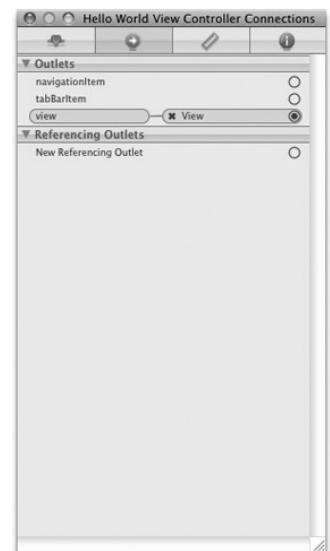 Hello World View Controller Connections
Outlets
navigationItem
tabBarItem
view View
Referencing Outlets
New Referencing Outlet